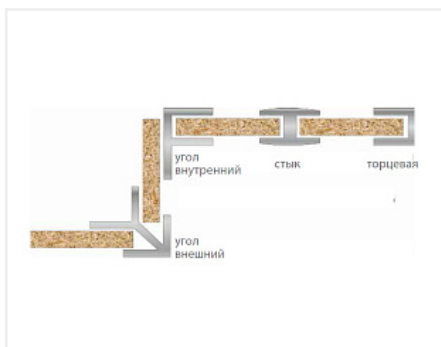 угол
внутренний
стык
торцевая
угол
внешний